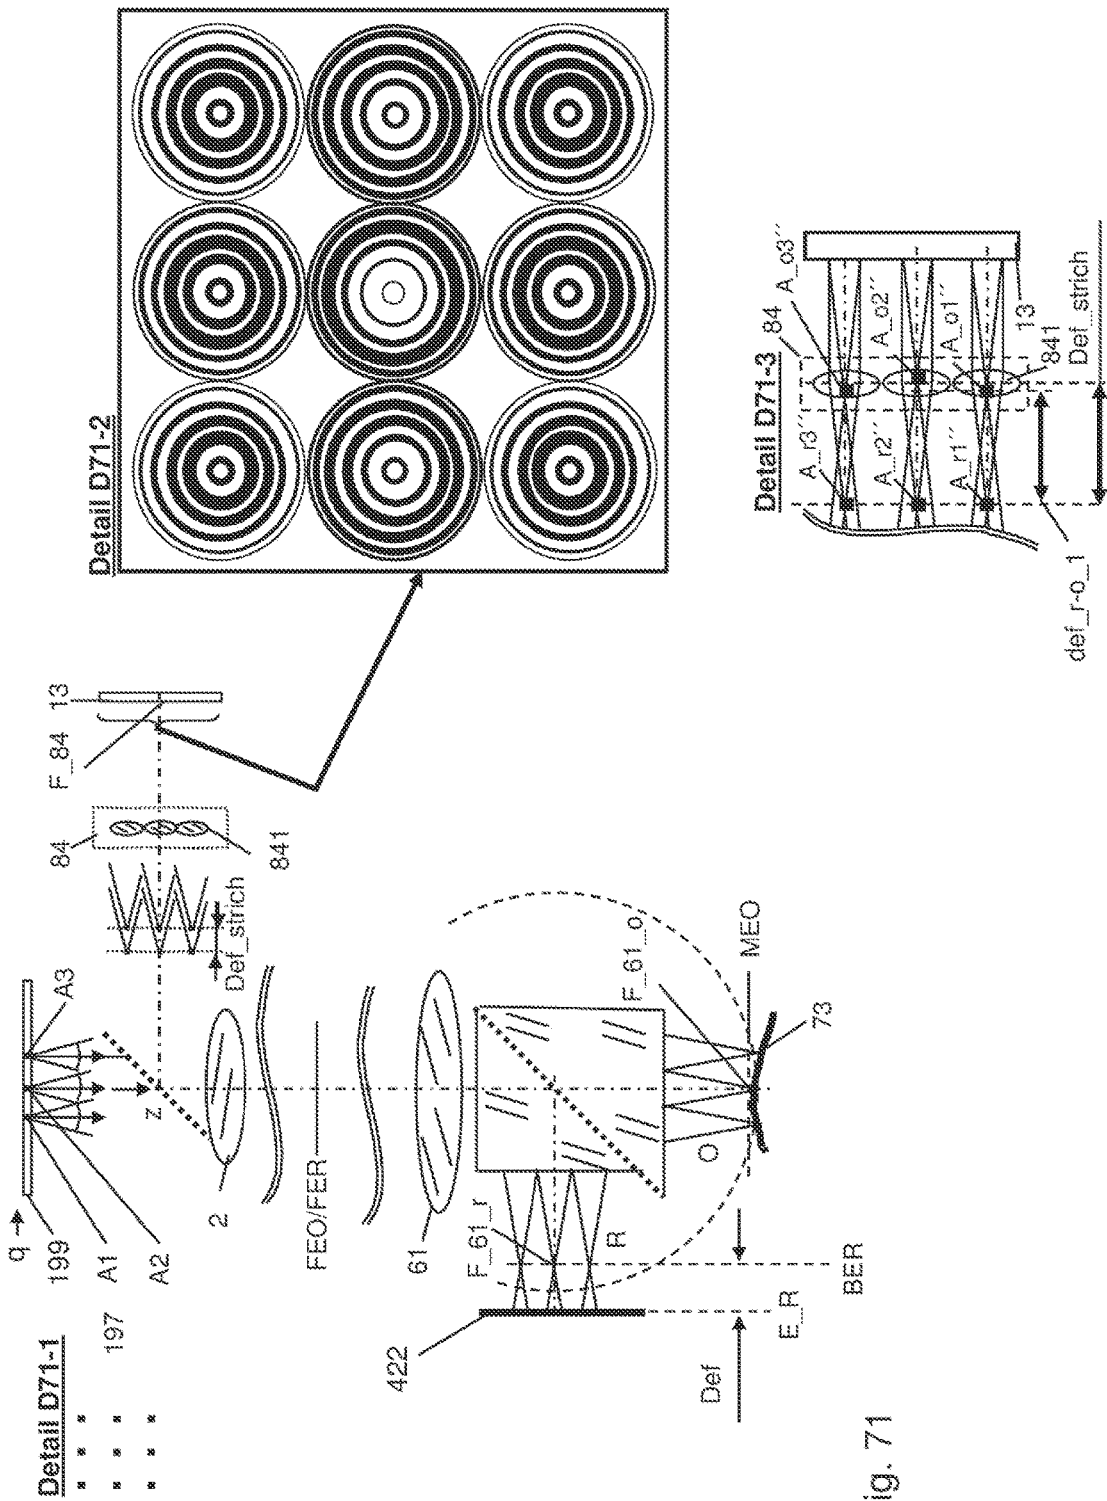 Detail D71-1
197
q
199
A1
A2
A3
z
2
FEO/FER
61
F_61_r
R
422
Def
E_R
BER
O
F_61_o
MEO
73
Def_strich
84
841
F_84
13
Detail D71-2
Detail D71-3
84
A_o3´´
A_r3´´
A_o2´´
A_r2´´
A_o1´´
A_r1´´
13
841
Def_strich
def_r-o_1
ig. 71